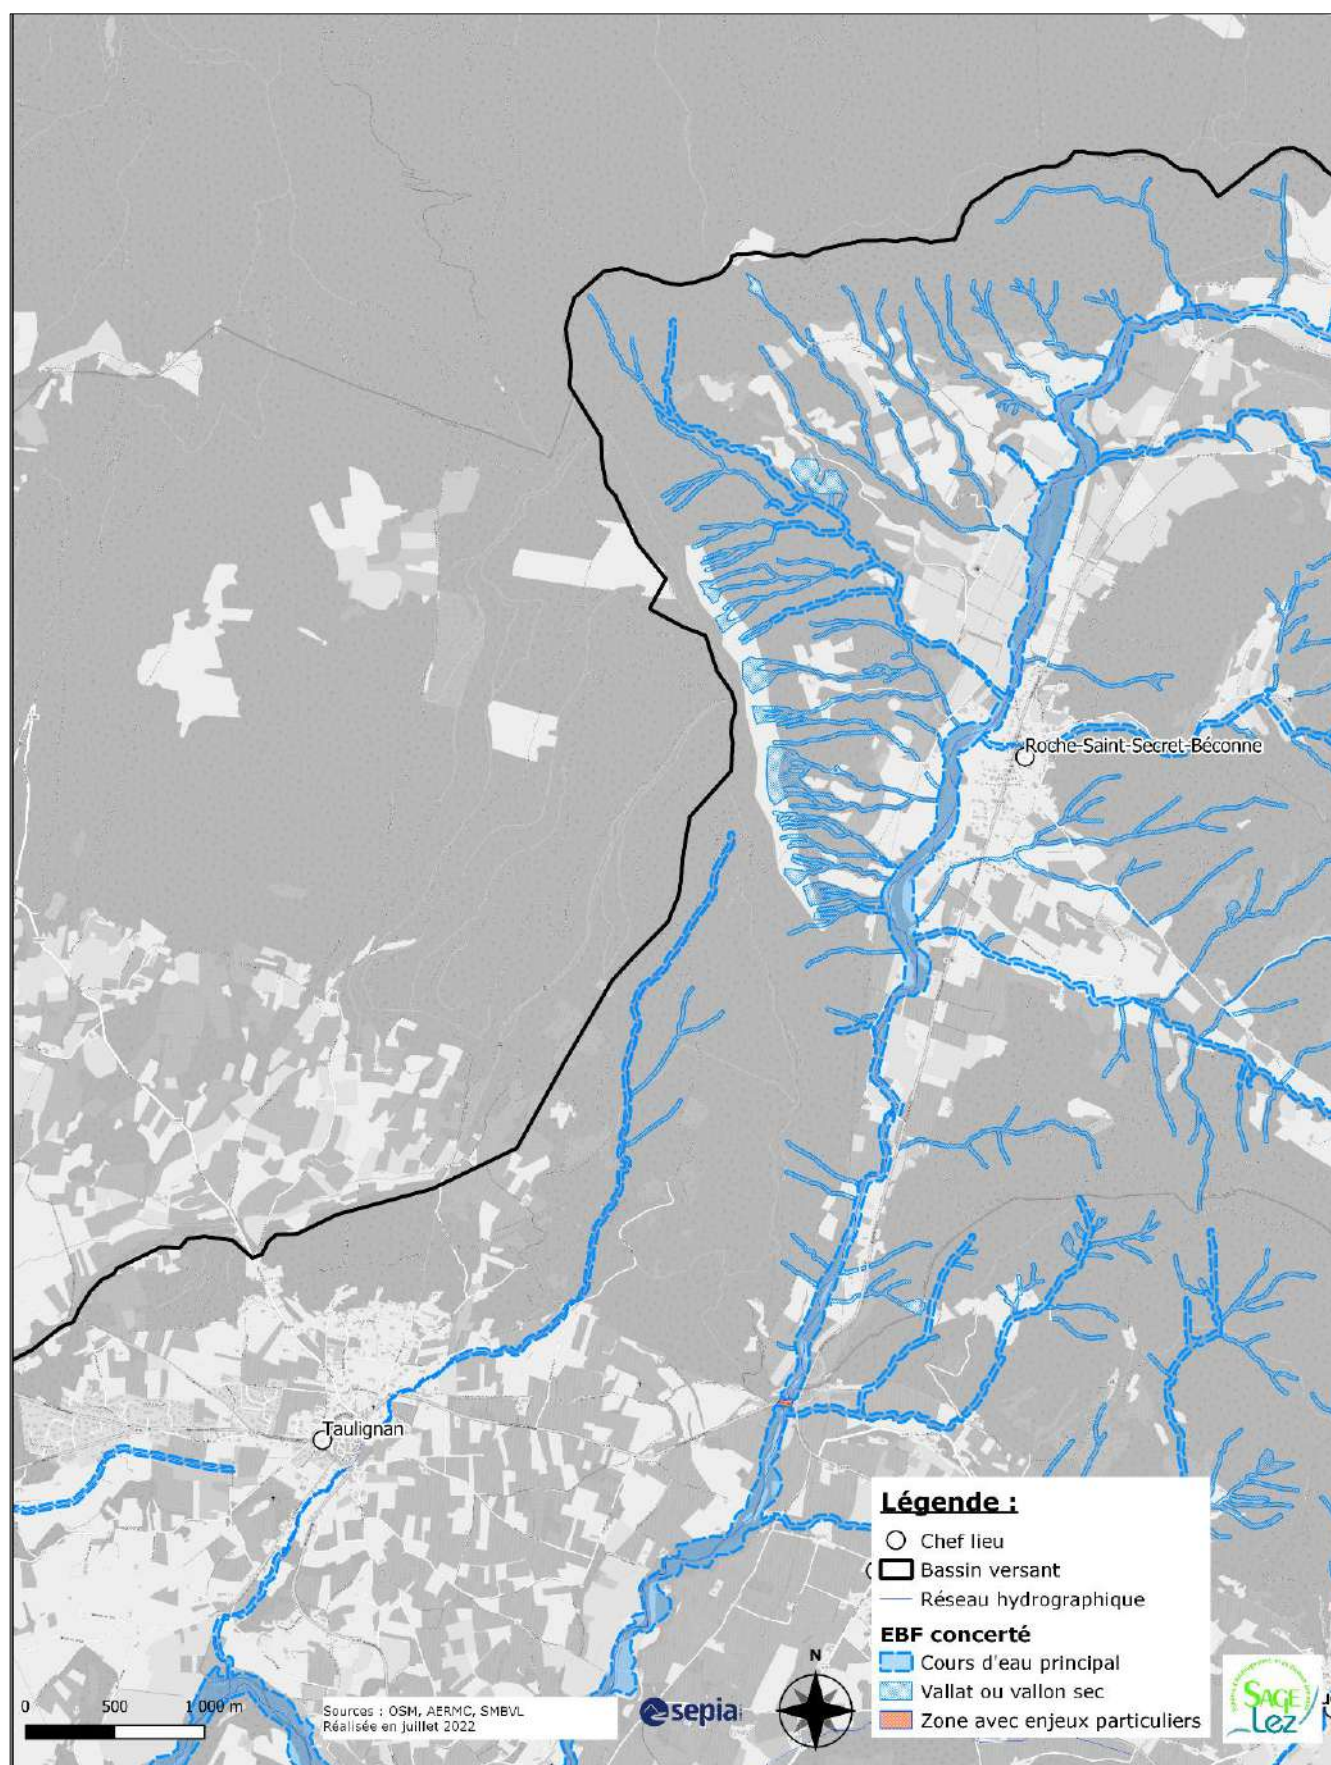 Roche-Saint-Secret-Béconne
Taulignan
Légende :
Chef lieu
Bassin versant
Réseau hydrographique
EBF concerté
Cours d'eau principal
Vallat ou vallon sec
Zone avec enjeux particuliers
0 500 1 000 m
Sources : OSM, AERMC, SMBVL
Réalisée en juillet 2022
sepia
N
SAGE
Lez